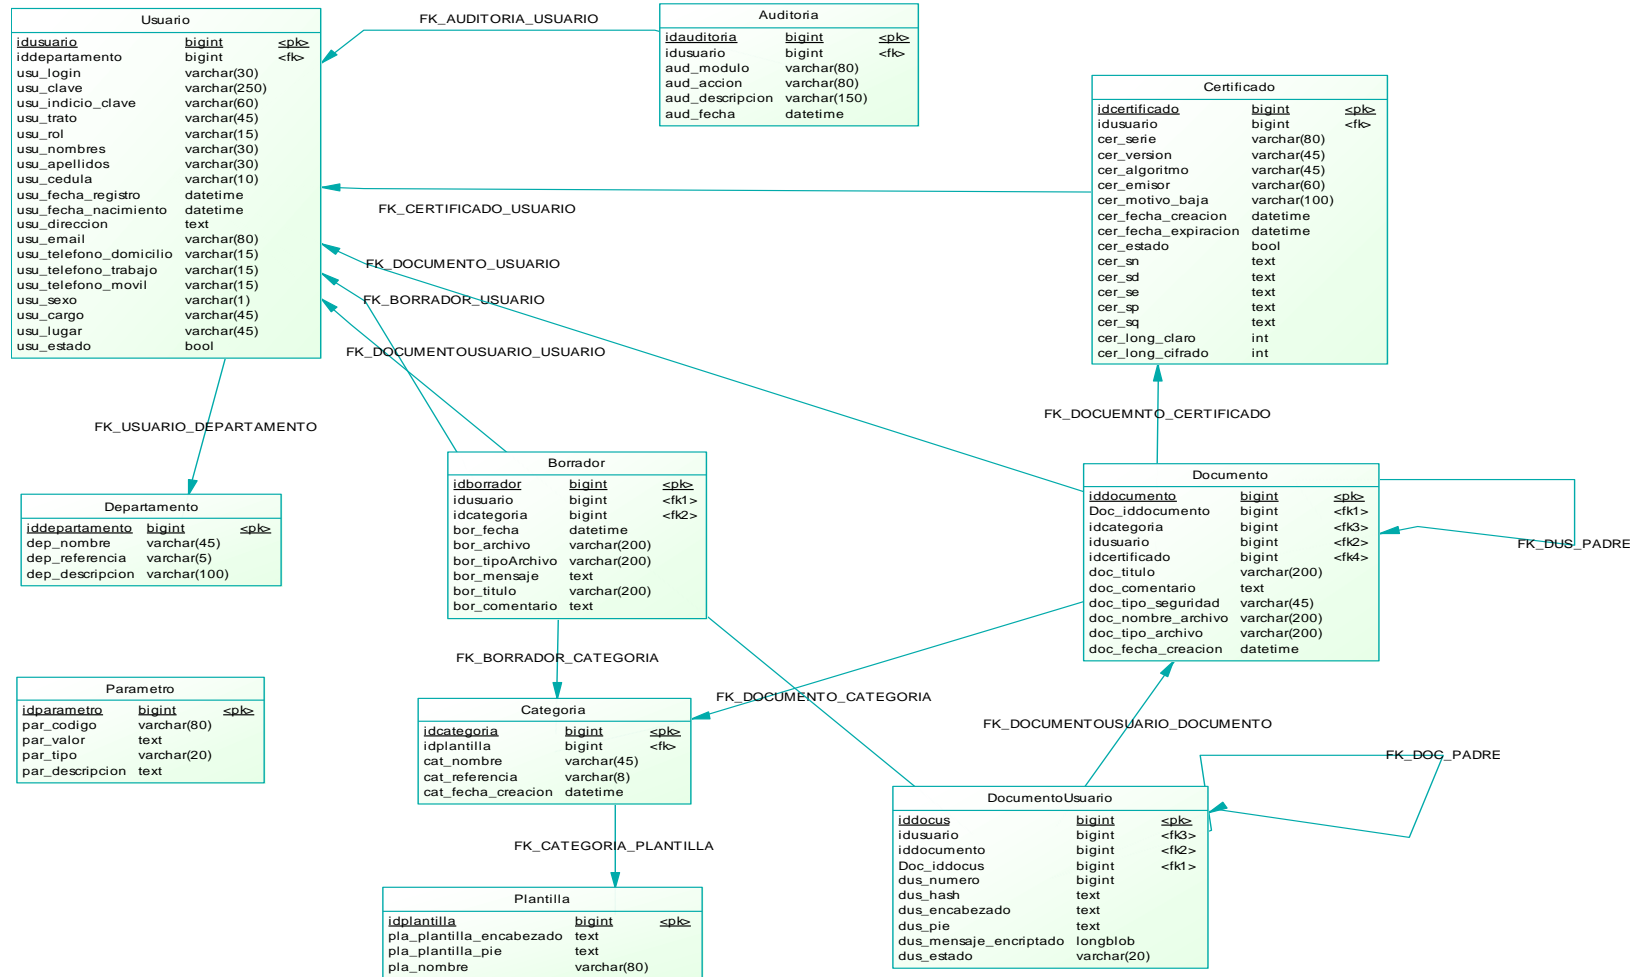 Usuario
idusuario bigint <pk>
iddepartamento bigint <fk>
usu_login varchar(30)
usu_clave varchar(250)
usu_indicio_clave varchar(60)
usu_trato varchar(45)
usu_rol varchar(15)
usu_nombres varchar(30)
usu_apellidos varchar(30)
usu_cedula varchar(10)
usu_fecha_registro datetime
usu_fecha_nacimiento datetime
usu_direccion text
usu_email varchar(80)
usu_telefono_domicilio varchar(15)
usu_telefono_trabajo varchar(15)
usu_telefono_movil varchar(15)
usu_sexo varchar(1)
usu_cargo varchar(45)
usu_lugar varchar(45)
usu_estado bool
FK_AUDITORIA_USUARIO
Auditoria
idauditoria bigint <pk>
idusuario bigint <fk>
aud_modulo varchar(80)
aud_accion varchar(80)
aud_descripcion varchar(150)
aud_fecha datetime
Certificado
idcertificado bigint <pk>
idusuario bigint <fk>
cer_serie varchar(80)
cer_version varchar(45)
cer_algoritmo varchar(45)
cer_emisor varchar(60)
cer_motivo_baja varchar(100)
cer_fecha_creacion datetime
cer_fecha_expiracion datetime
cer_estado bool
cer_sn text
cer_sd text
cer_se text
cer_sp text
cer_sq text
cer_long_claro int
cer_long_cifrado int
FK_CERTIFICADO_USUARIO
FK_DOCUMENTO_USUARIO
FK_BORRADOR_USUARIO
FK_DOCUMENTOUSUARIO_USUARIO
FK_USUARIO_DEPARTAMENTO
FK_DOCUEMNTO_CERTIFICADO
Departamento
iddepartamento bigint <pk>
dep_nombre varchar(45)
dep_referencia varchar(5)
dep_descripcion varchar(100)
Borrador
idborrador bigint <pk>
idusuario bigint <fk1>
idcategoria bigint <fk2>
bor_fecha datetime
bor_archivo varchar(200)
bor_tipoArchivo varchar(200)
bor_mensaje text
bor_titulo varchar(200)
bor_comentario text
Documento
iddocumento bigint <pk>
Doc_iddocumento bigint <fk1>
idcategoria bigint <fk3>
idusuario bigint <fk2>
idcertificado bigint <fk4>
doc_titulo varchar(200)
doc_comentario text
doc_tipo_seguridad varchar(45)
doc_nombre_archivo varchar(200)
doc_tipo_archivo varchar(200)
doc_fecha_creacion datetime
FK_DUS_PADRE
FK_BORRADOR_CATEGORIA
FK_DOCUMENTO_CATEGORIA
FK_DOCUMENTOUSUARIO_DOCUMENTO
FK_DOC_PADRE
Parametro
idparametro bigint <pk>
par_codigo varchar(80)
par_valor text
par_tipo varchar(20)
par_descripcion text
Categoria
idcategoria bigint <pk>
idplantilla bigint <fk>
cat_nombre varchar(45)
cat_referencia varchar(8)
cat_fecha_creacion datetime
FK_CATEGORIA_PLANTILLA
DocumentoUsuario
iddocus bigint <pk>
idusuario bigint <fk3>
iddocumento bigint <fk2>
Doc_iddocus bigint <fk1>
dus_numero bigint
dus_hash text
dus_encabezado text
dus_pie text
dus_mensaje_encriptado longblob
dus_estado varchar(20)
Plantilla
idplantilla bigint <pk>
pla_plantilla_encabezado text
pla_plantilla_pie text
pla_nombre varchar(80)